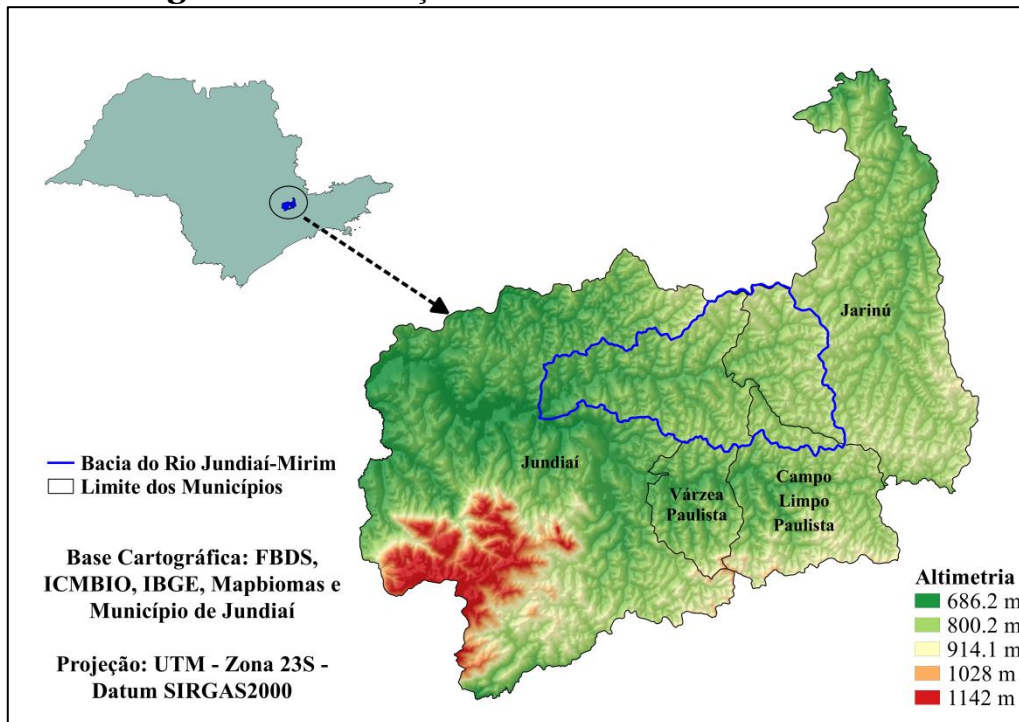 Jarinú
Jundiaí
Várzea
Paulista
Campo
Limpo
Paulista
Bacia do Rio Jundiaí-Mirim
Limite dos Municípios
Base Cartográfica: FBDS,
ICMBIO, IBGE, Mapbiomas e
Município de Jundiaí
Projeção: UTM - Zona 23S -
Datum SIRGAS2000
Altimetria
686.2 m
800.2 m
914.1 m
1028 m
1142 m